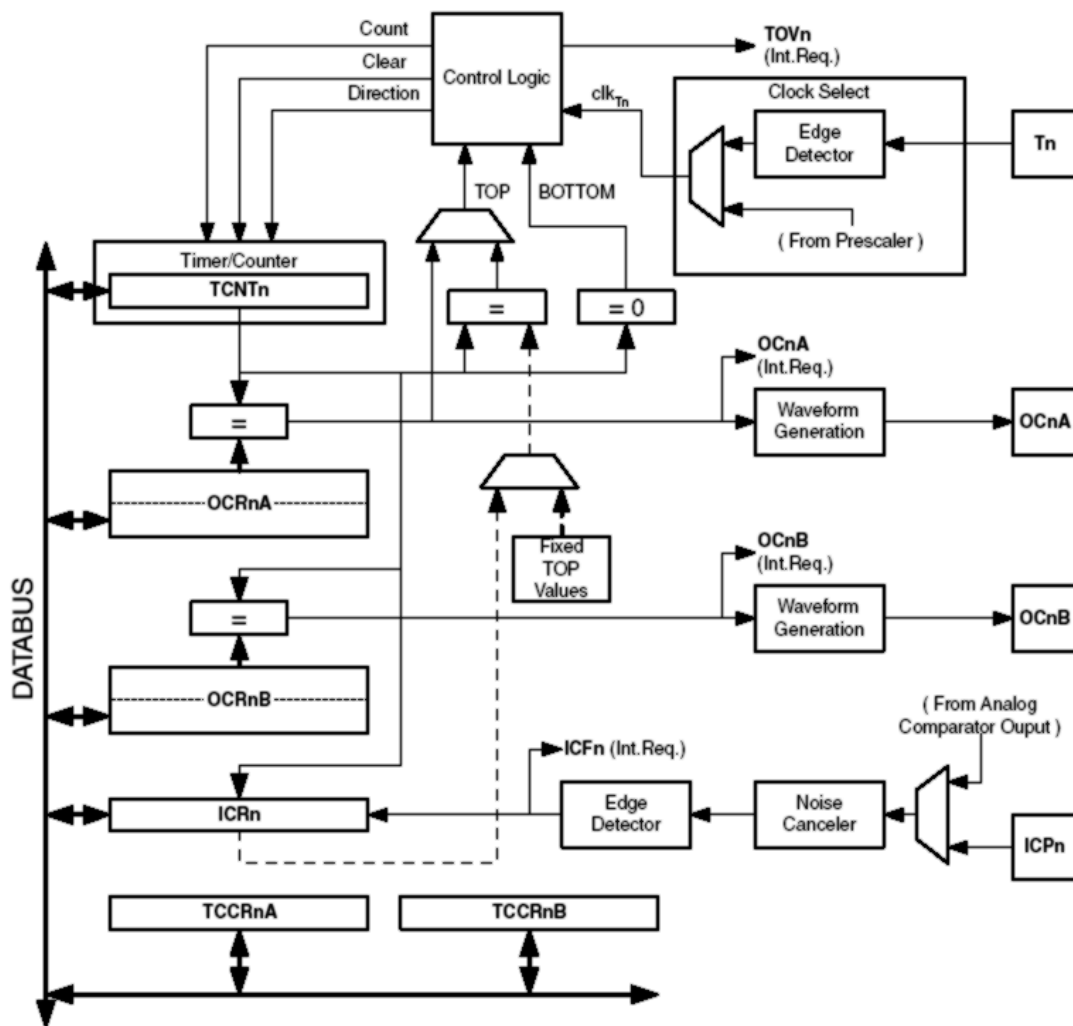 Count
Clear
Direction
Control Logic
TOVn
(Int.Req.)
clkTn
Clock Select
Edge
Detector
Tn
( From Prescaler )
TOP
BOTTOM
Timer/Counter
TCNTn
=
= 0
OCnA
(Int.Req.)
=
Waveform
Generation
OCnA
OCRnA
Fixed
TOP
Values
OCnB
(Int.Req.)
=
Waveform
Generation
OCnB
OCRnB
DATABUS
( From Analog
Comparator Ouput )
ICFn (Int.Req.)
ICRn
Edge
Detector
Noise
Canceler
ICPn
TCCRnA
TCCRnB